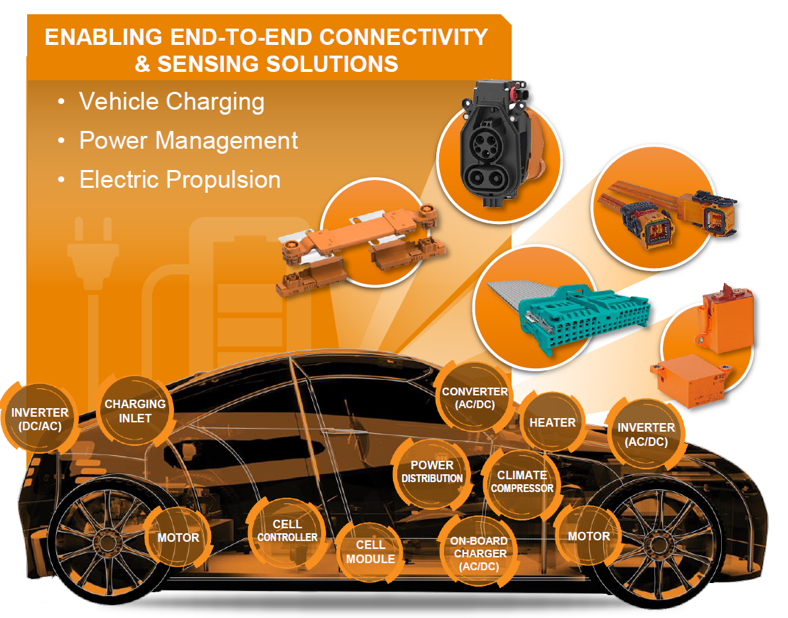 ENABLING END-TO-END CONNECTIVITY
& SENSING SOLUTIONS
• Vehicle Charging
• Power Management
• Electric Propulsion
INVERTER
(DC/AC)
CHARGING
INLET
CONVERTER
(AC/DC)
HEATER
INVERTER
(AC/DC)
POWER
DISTRIBUTION
CLIMATE
COMPRESSOR
MOTOR
CELL
CONTROLLER
CELL
MODULE
ON-BOARD
CHARGER
(AC/DC)
MOTOR